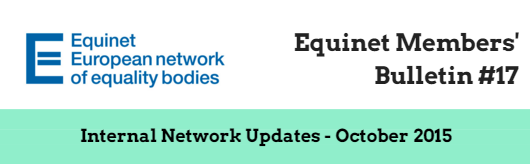 Equinet
European network
of equality bodies
Equinet Members'
Bulletin #17
Internal Network Updates - October 2015